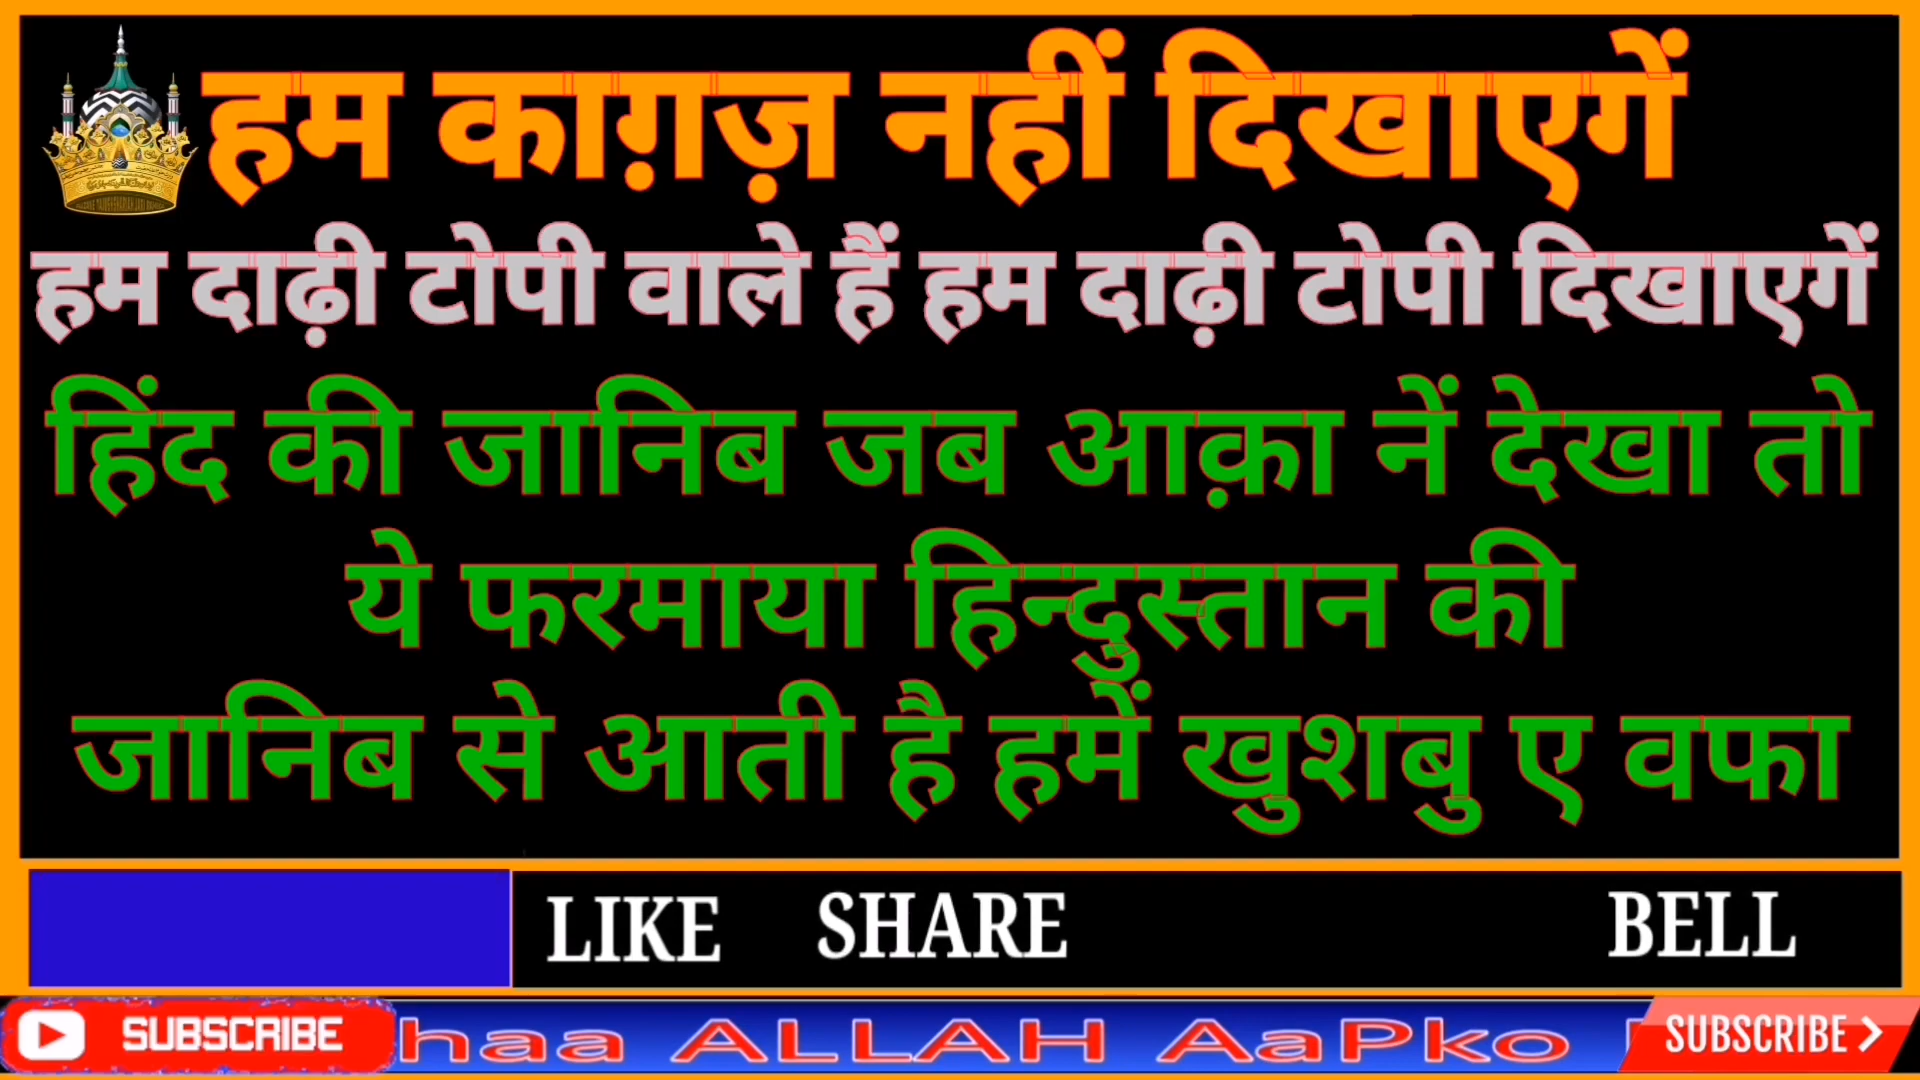 हम काग़ज़ नहीं दिखाएगें
हम दाढ़ी टोपी वाले हैं हम दाढ़ी टोपी दिखाएगें
हिंद की जानिब जब आक़ा नें देखा तो
ये फरमाया हिन्दुस्तान की
जानिब से आती है हमें खुशबु ए वफा
LIKE SHARE BELL
SUBSCRIBE haa ALLAH AaPko SUBSCRIBE